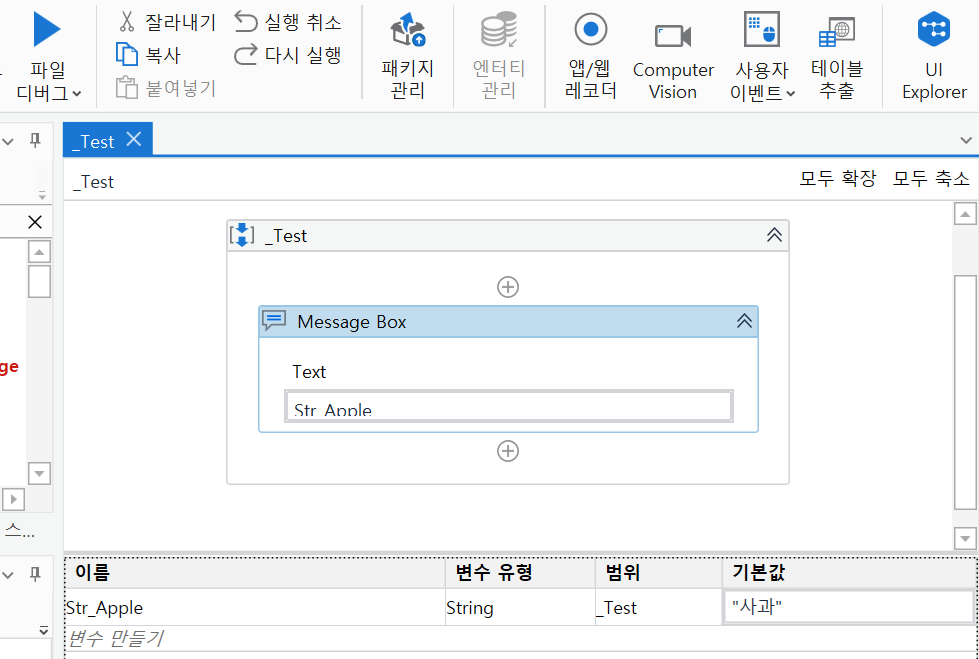 잘라내기 실행 취소
복사 다시 실행
붙여넣기
파일
디버그
패키지
관리
엔터티
관리
앱/웹
레코더
Computer
Vision
사용자
이벤트
테이블
추출
UI
Explorer
_Test
_Test
모두 확장 모두 축소
_Test
Message Box
Text
Str_Apple
ge
스...
이름 변수 유형 범위 기본값
Str_Apple String _Test "사과"
변수 만들기